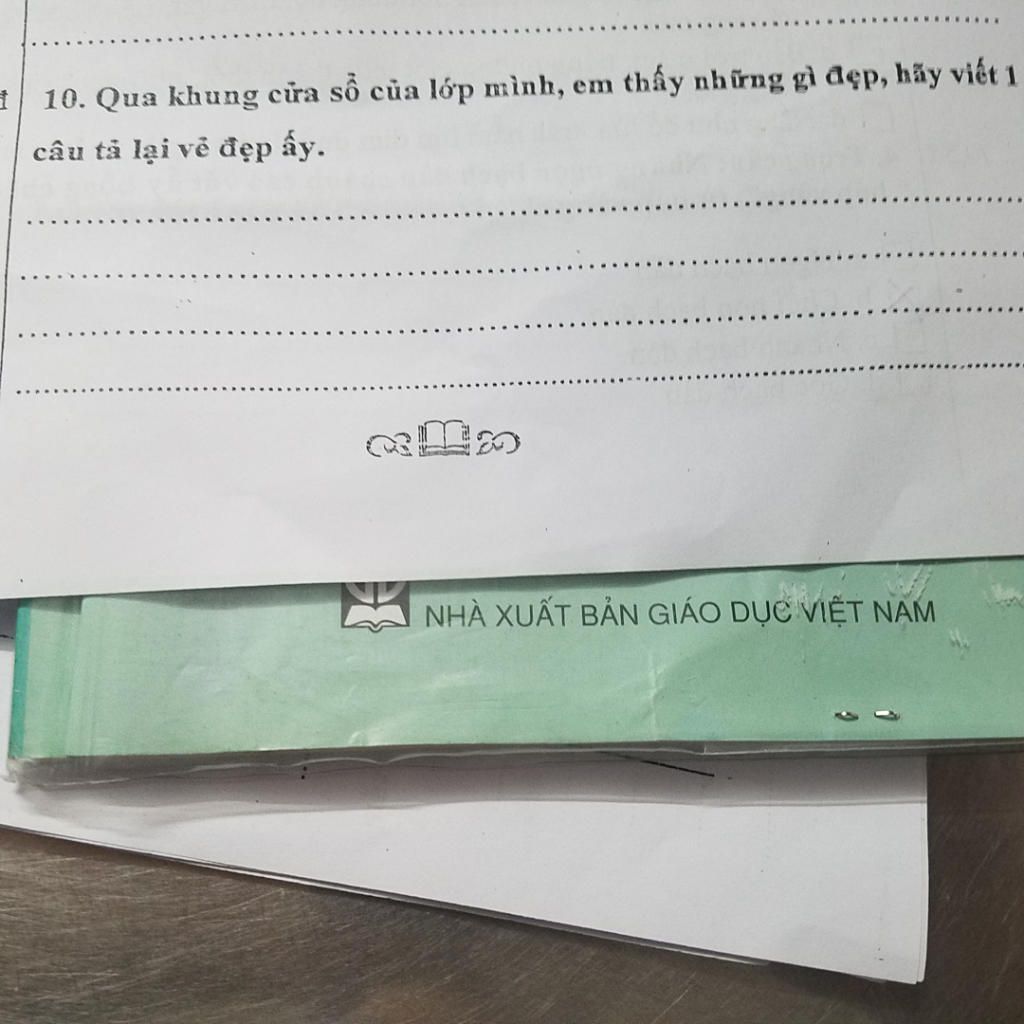 10. Qua khung cửa sổ của lớp mình, em thấy những gì đẹp, hãy viết 1
câu tả lại vẻ đẹp ấy.
NHÀ XUẤT BẢN GIÁO DỤC VIỆT NAM